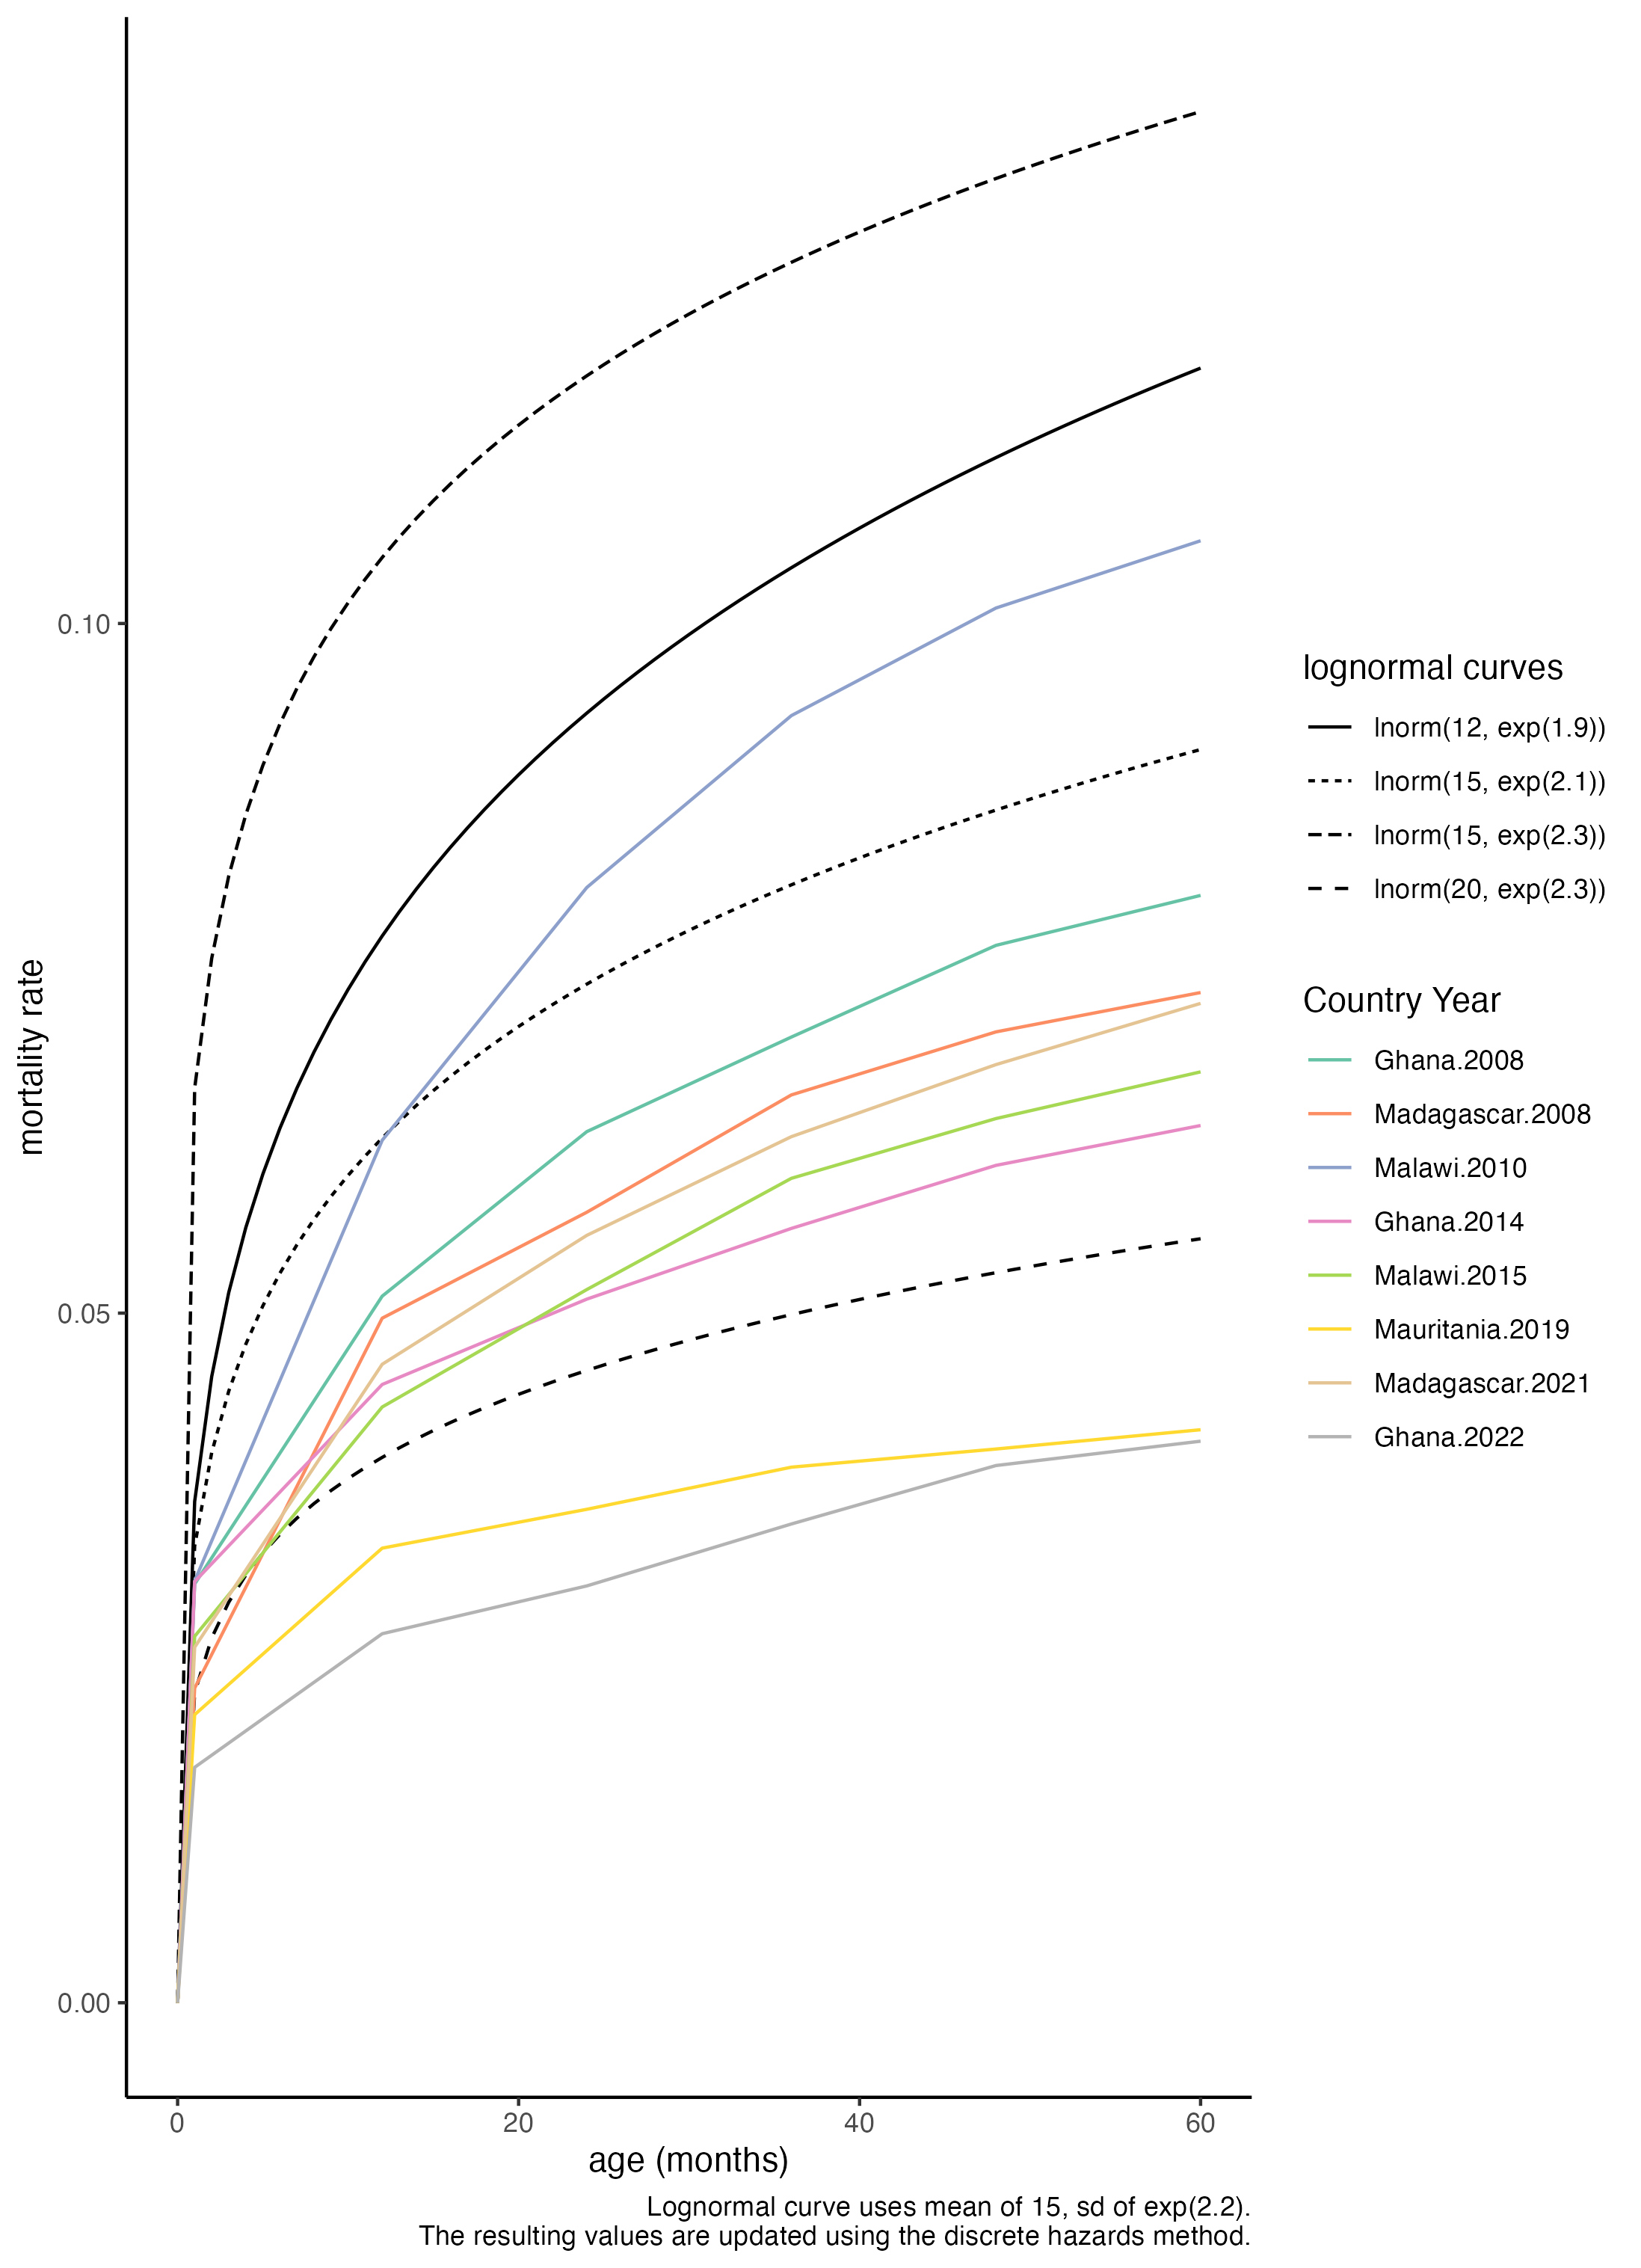 0.10
0.05
0.00
mortality rate
0
20
40
60
age (months)
lognormal curves
lnorm(12, exp(1.9))
lnorm(15, exp(2.1))
lnorm(15, exp(2.3))
lnorm(20, exp(2.3))
Country Year
Ghana.2008
Madagascar.2008
Malawi.2010
Ghana.2014
Malawi.2015
Mauritania.2019
Madagascar.2021
Ghana.2022
Lognormal curve uses mean of 15, sd of exp(2.2).
The resulting values are updated using the discrete hazards method.